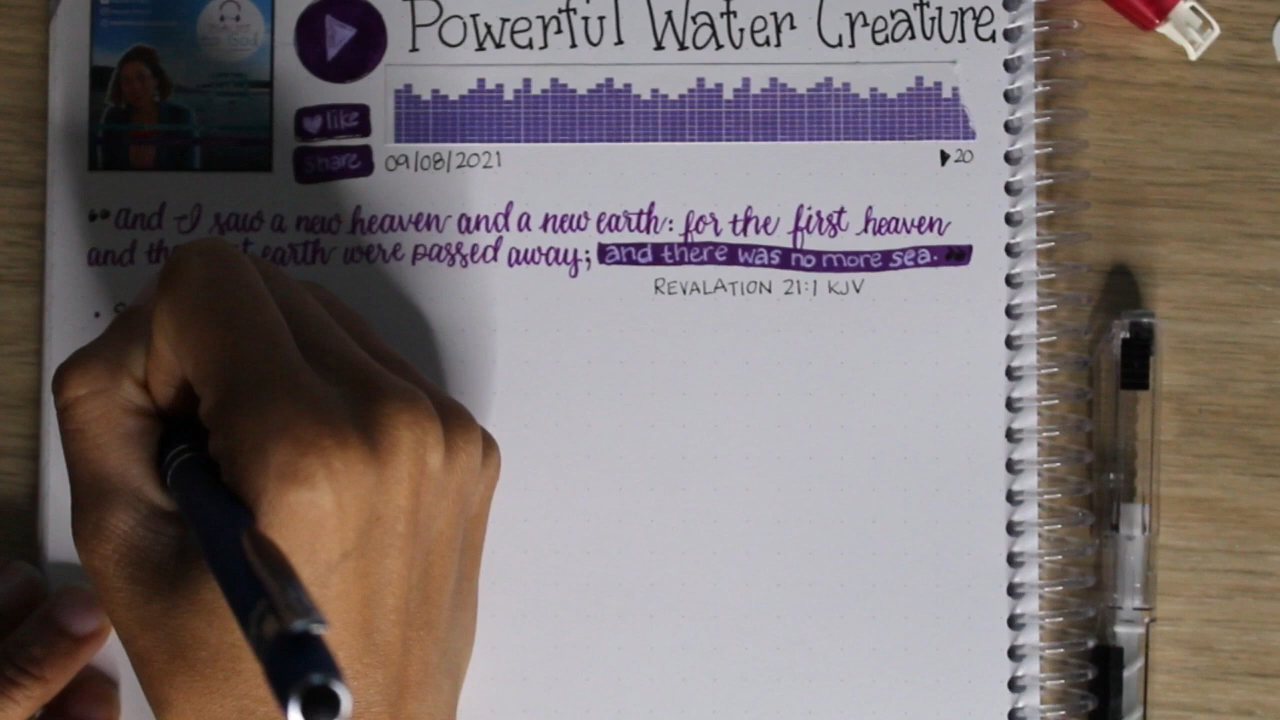 Powerful Water Creature
like
share
09/08/2021
20
"and I saw a new heaven and a new earth: for the first heaven
and earth were passed away; and there was no more sea."
REVALATION 21:1 KJV